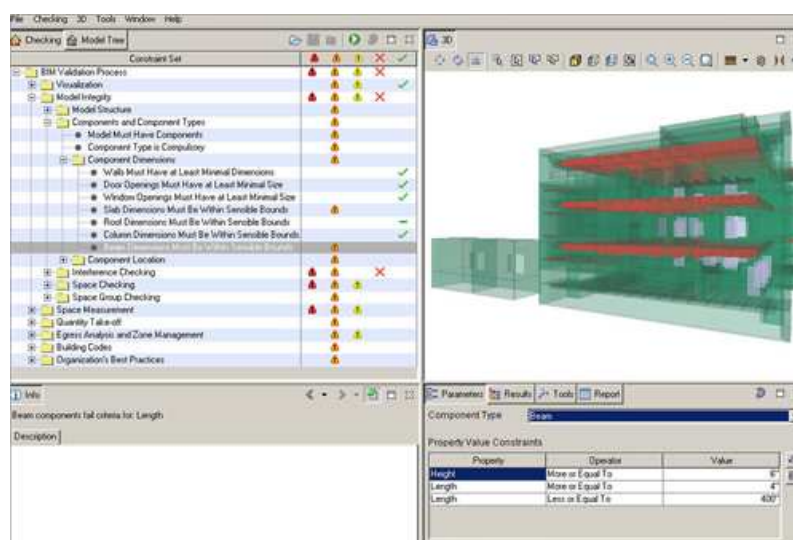 File Checking 3D Tools Window Help
Checking Model Tree
3D
Constraint Set
BIM Validation Process
Visualization
Model Integrity
Model Structure
Components and Component Types
Model Must Have Components
Component Type is Compulsory
Component Dimensions
Walls Must Have at Least Minimal Dimensions
Door Openings Must Have at Least Minimal Size
Window Openings Must Have at Least Minimal Size
Slab Dimensions Must Be Within Sensible Bounds
Roof Dimensions Must Be Within Sensible Bounds
Column Dimensions Must Be Within Sensible Bounds
Beam Dimensions Must Be Within Sensible Bounds
Component Location
Interference Checking
Space Checking
Space Group Checking
Space Measurement
Quantity Take-off
Egress Analysis and Zone Management
Building Codes
Organization's Best Practices
Info
Beam components fail criteria for: Length
Description
Parameters Results Tools Report
Component Type Beam
Property Value Constraints
Property Operator Value
Height More or Equal To 6"
Length More or Equal To 4"
Length Less or Equal To 400"